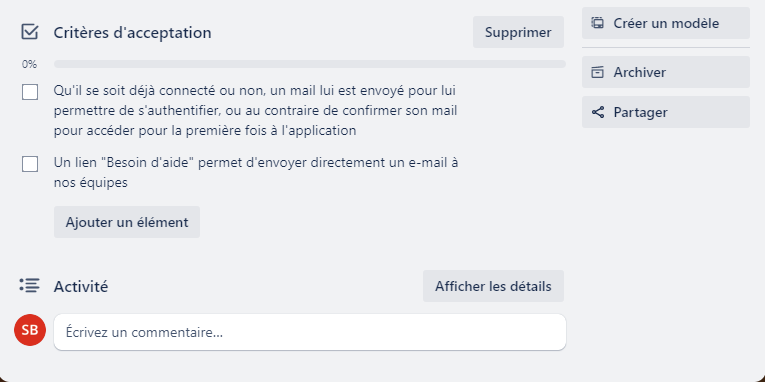 Critères d'acceptation
Supprimer
0%
Qu'il se soit déjà connecté ou non, un mail lui est envoyé pour lui
permettre de s'authentifier, ou au contraire de confirmer son mail
pour accéder pour la première fois à l'application
Un lien "Besoin d'aide" permet d'envoyer directement un e-mail à
nos équipes
Ajouter un élément
Activité
Afficher les détails
SB
Écrivez un commentaire…
Créer un modèle
Archiver
Partager